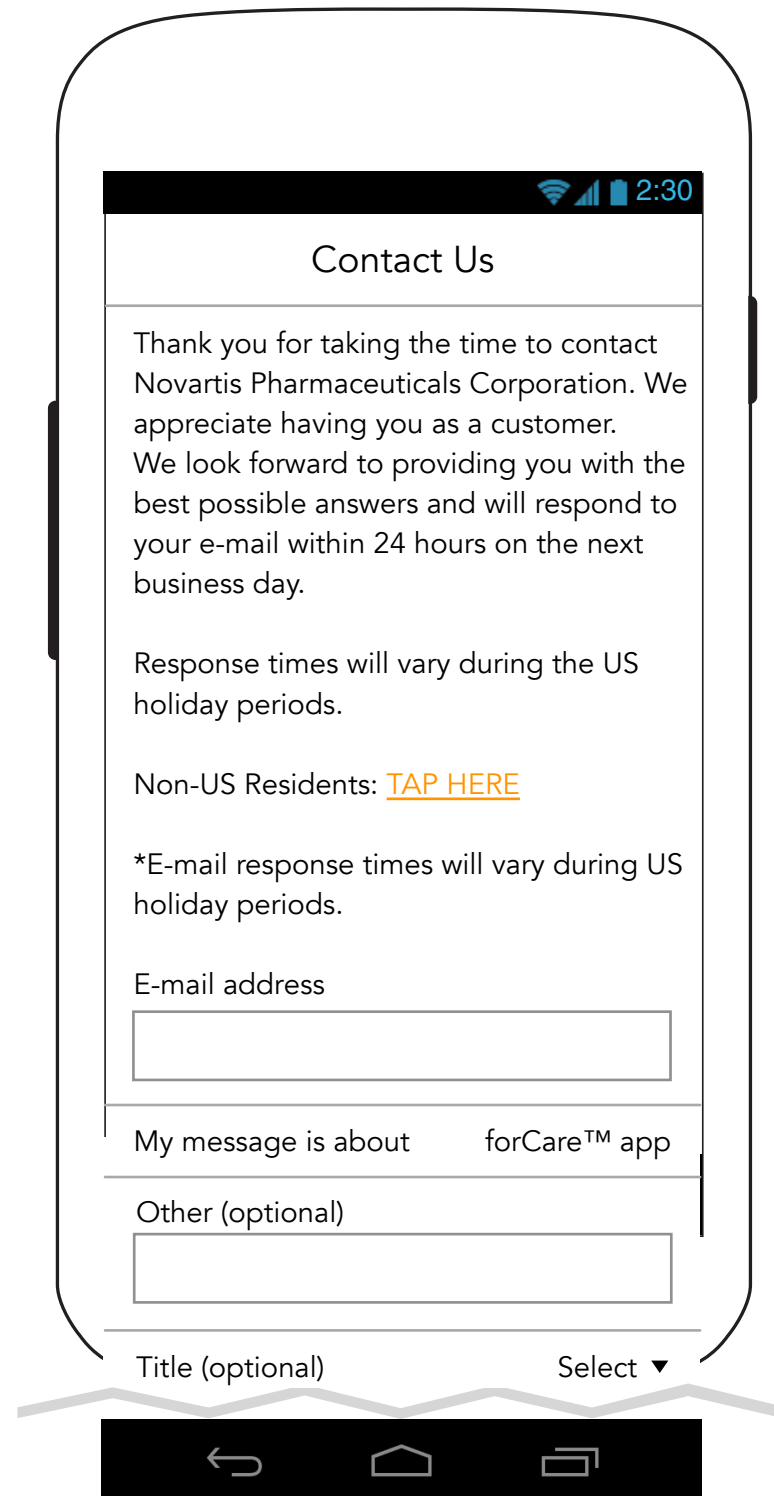 2:30
Contact Us
Thank you for taking the time to contact
Novartis Pharmaceuticals Corporation. We
appreciate having you as a customer.
We look forward to providing you with the
best possible answers and will respond to
your e-mail within 24 hours on the next
business day.
Response times will vary during the US
holiday periods.
Non-US Residents: TAP HERE
*E-mail response times will vary during US
holiday periods.
E-mail address
My message is about forCare™ app
Other (optional)
Title (optional) Select ▼